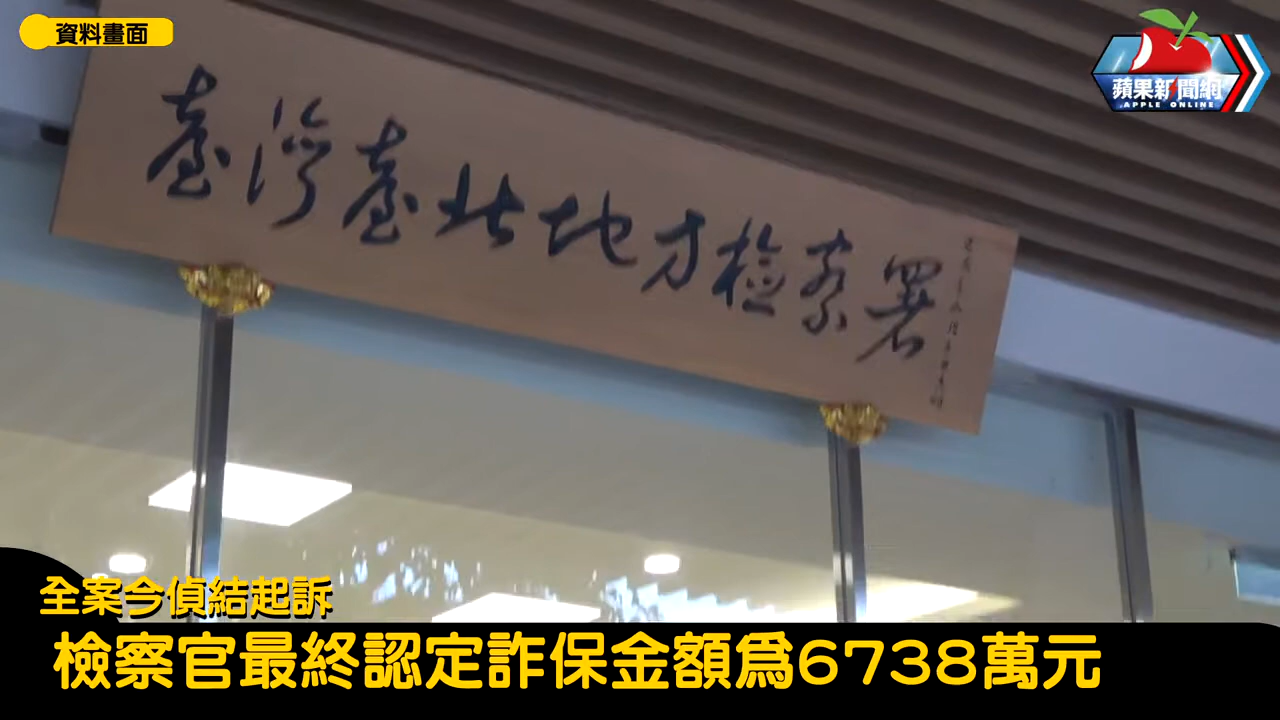 資料畫面
蘋果新聞網
APPLE ONLINE
臺灣臺北地方檢察署
全案今偵結起訴
檢察官最終認定詐保金額為6738萬元